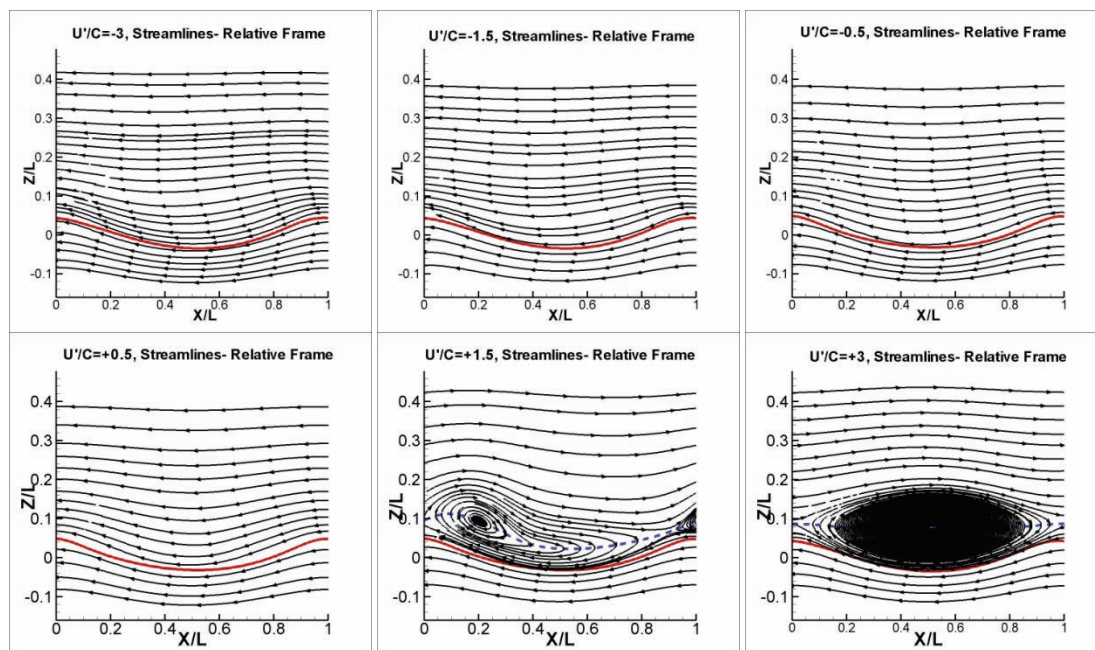 U'/C=-3, Streamlines- Relative Frame
Z/L
0.4
0.3
0.2
0.1
0
-0.1
0 0.2 0.4 0.6 0.8 1
X/L
U'/C=-1.5, Streamlines- Relative Frame
Z/L
0.4
0.3
0.2
0.1
0
-0.1
0 0.2 0.4 0.6 0.8 1
X/L
U'/C=-0.5, Streamlines- Relative Frame
Z/L
0.4
0.3
0.2
0.1
0
-0.1
0 0.2 0.4 0.6 0.8 1
X/L
U'/C=+0.5, Streamlines- Relative Frame
Z/L
0.4
0.3
0.2
0.1
0
-0.1
0 0.2 0.4 0.6 0.8 1
X/L
U'/C=+1.5, Streamlines- Relative Frame
Z/L
0.4
0.3
0.2
0.1
0
-0.1
0 0.2 0.4 0.6 0.8 1
X/L
U'/C=+3, Streamlines- Relative Frame
Z/L
0.4
0.3
0.2
0.1
0
-0.1
0 0.2 0.4 0.6 0.8 1
X/L